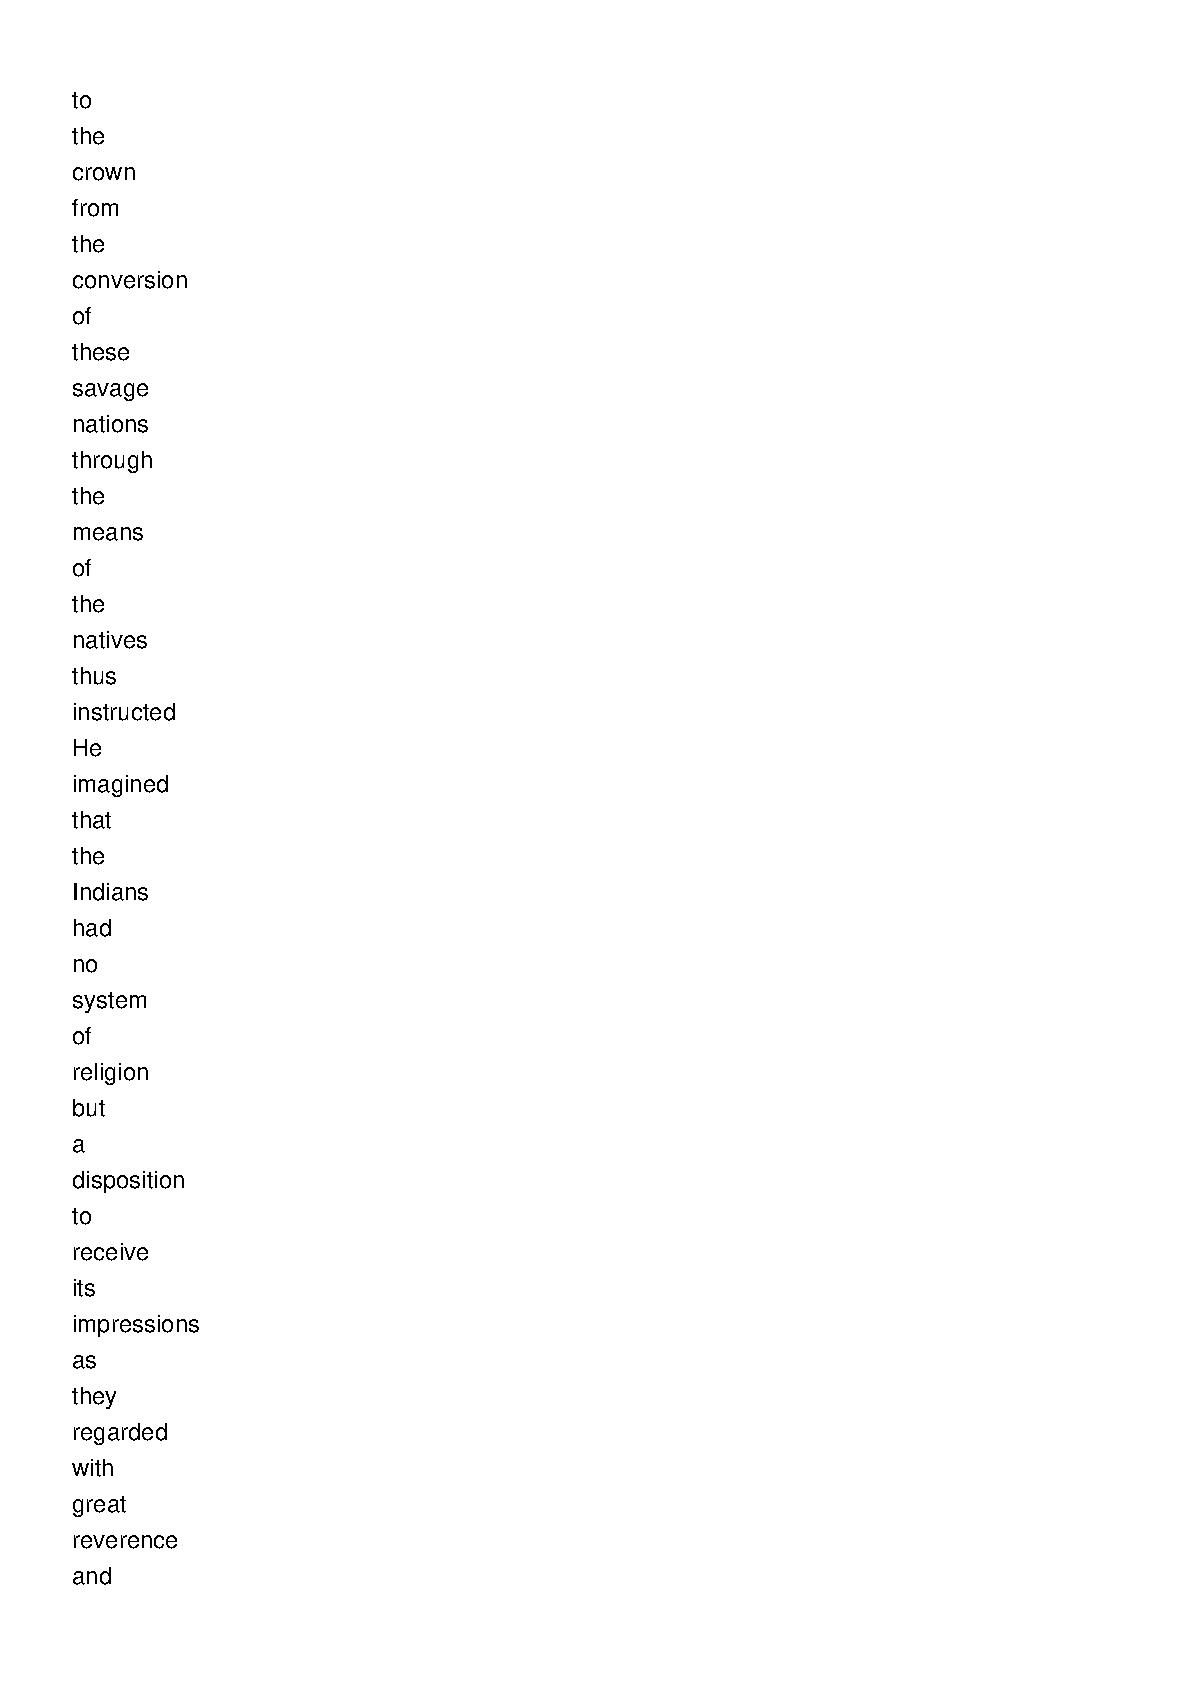 to
the
crown
from
the
conversion
of
these
savage
nations
through
the
means
of
the
natives
thus
instructed
He
imagined
that
the
Indians
had
no
system
of
religion
but
a
disposition
to
receive
its
impressions
as
they
regarded
with
great
reverence
and